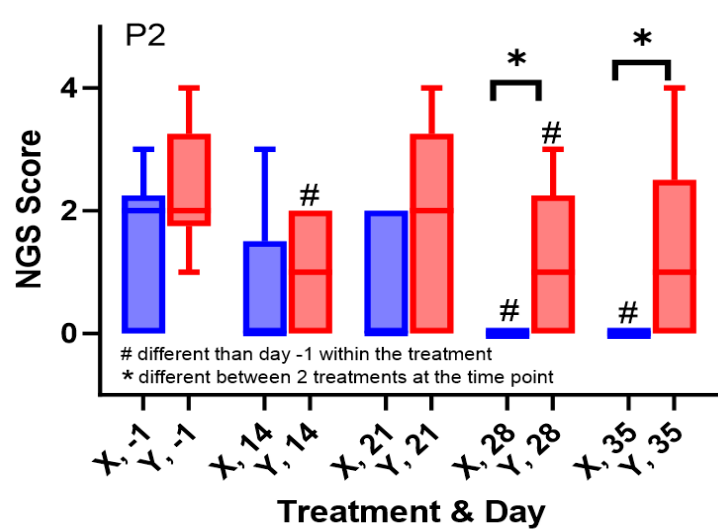 P2
*
*
4
#
#
2
#
#
0
NGS Score
# different than day -1 within the treatment
* different between 2 treatments at the time point
X, -1
Y, -1
X, 14
Y, 14
X, 21
Y, 21
X, 28
Y, 28
X, 35
Y, 35
Treatment & Day